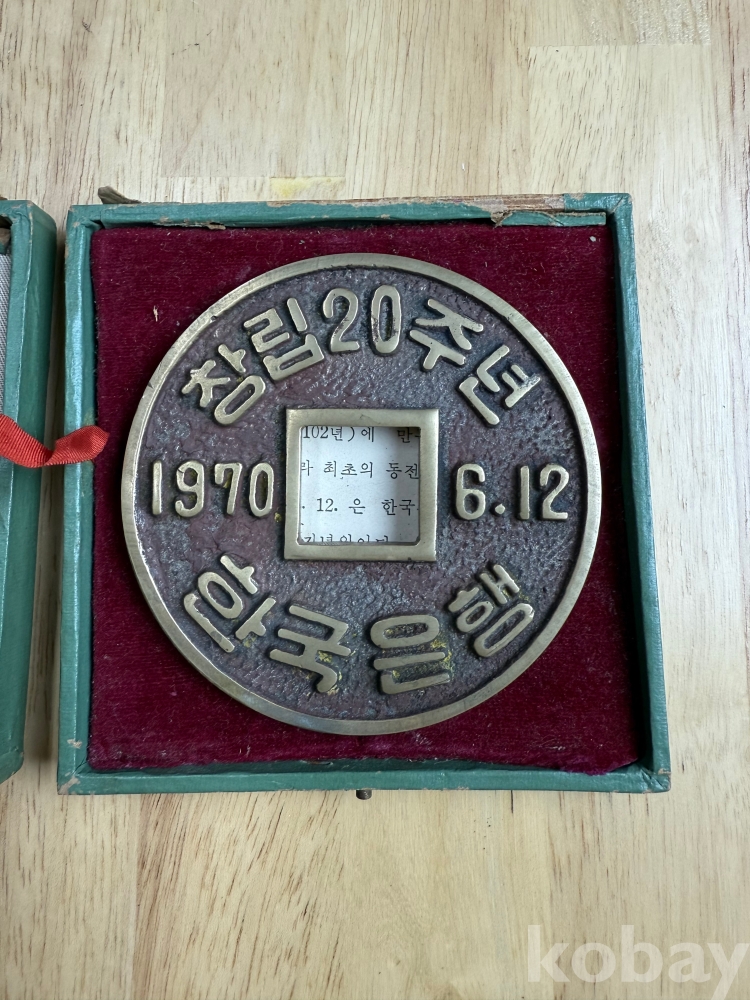 창립20주년
1970
6.12
한국은행
102년)에 만
라 최초의 동전
. 12. 은 한국
kobay